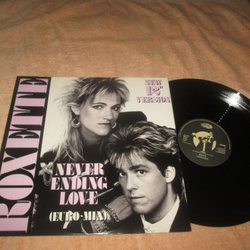 ROXETTE
NEW
12"
VERSION
NEVER
ENDING
LOVE
(EURO-MIX)